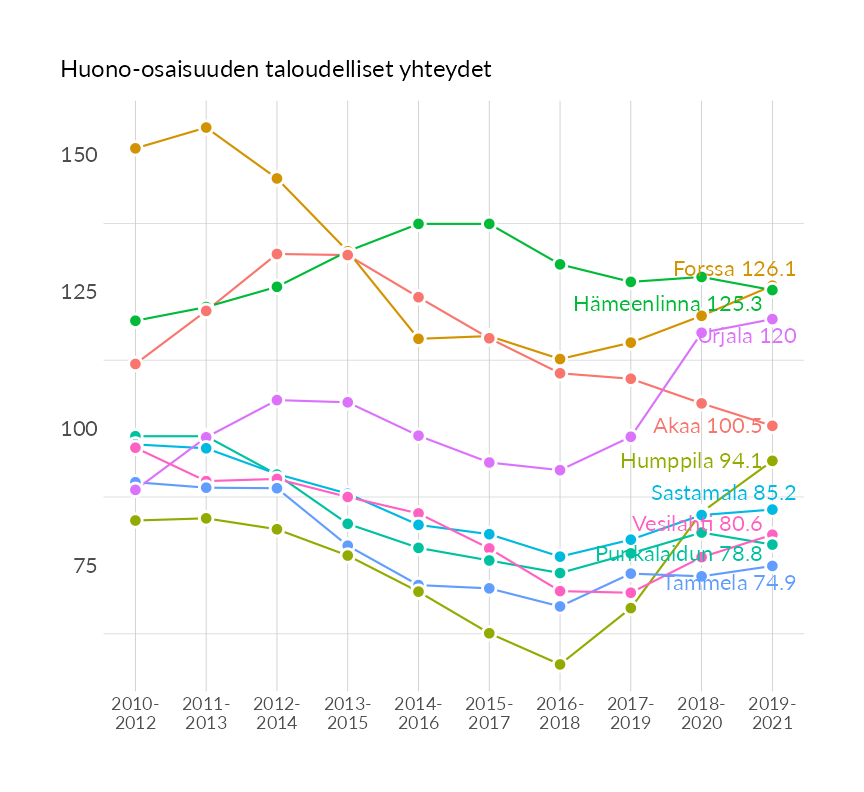 Huono-osaisuuden taloudelliset yhteydet
150
125
100
75
Forssa 126.1
Hämeenlinna 125.3
Urjala 120
Akaa 100.5
Humppila 94.1
Sastamala 85.2
Vesilahti 80.6
Punkalaidun 78.8
Tammela 74.9
2010- 2011- 2012- 2013- 2014- 2015- 2016- 2017- 2018- 2019-
2012 2013 2014 2015 2016 2017 2018 2019 2020 2021